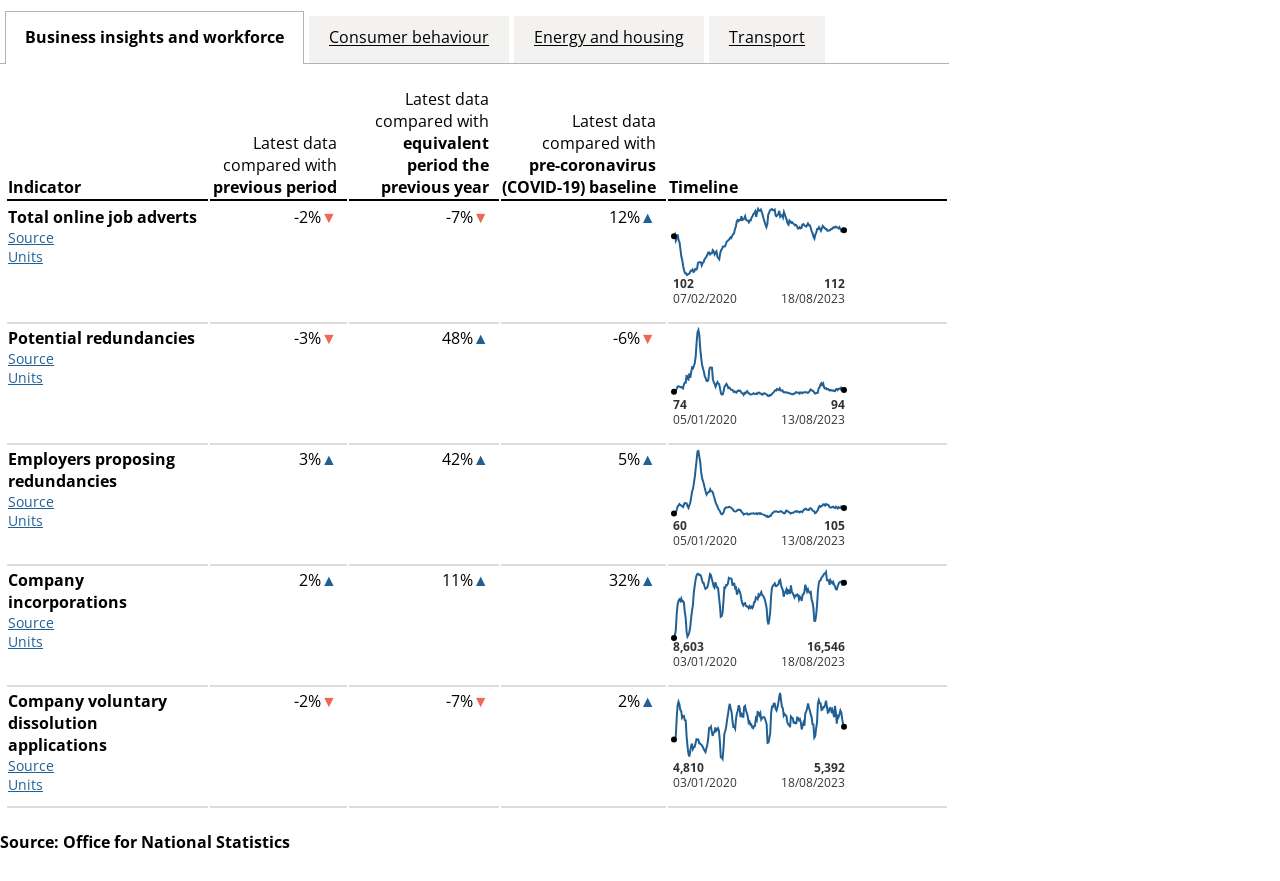 Business insights and workforce
Consumer behaviour
Energy and housing
Transport
Indicator
Latest data
compared with
previous period
Latest data
compared with
equivalent
period the
previous year
Latest data
compared with
pre-coronavirus
(COVID-19) baseline
Timeline
Total online job adverts
Source
Units
-2%▼
-7%▼
12%▲
102
112
07/02/2020
18/08/2023
Potential redundancies
Source
Units
-3%▼
48%▲
-6%▼
74
94
05/01/2020
13/08/2023
Employers proposing
redundancies
Source
Units
3%▲
42%▲
5%▲
60
105
05/01/2020
13/08/2023
Company
incorporations
Source
Units
2%▲
11%▲
32%▲
8,603
16,546
03/01/2020
18/08/2023
Company voluntary
dissolution
applications
Source
Units
-2%▼
-7%▼
2%▲
4,810
5,392
03/01/2020
18/08/2023
Source: Office for National Statistics